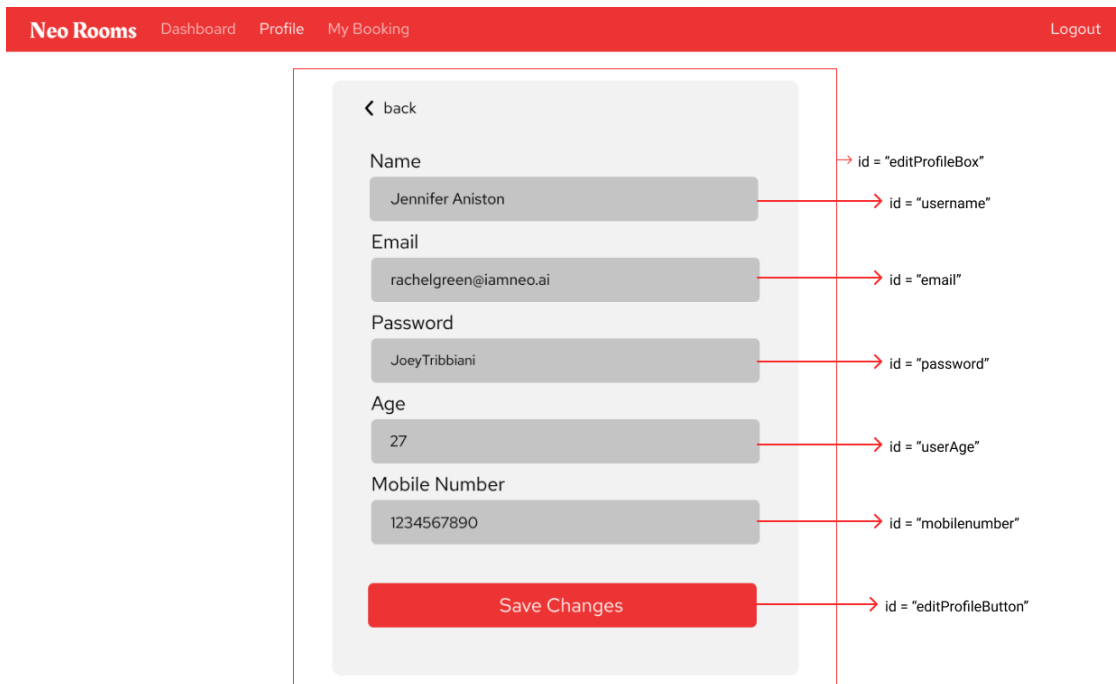 Neo Rooms Dashboard Profile My Booking Logout
back
Name
id = “editProfileBox”
Jennifer Aniston
id = “username”
Email
rachelgreen@iamneo.ai
id = “email”
Password
JoeyTribbiani
id = “password”
Age
27
id = “userAge”
Mobile Number
1234567890
id = “mobilenumber”
Save Changes
id = “editProfileButton”